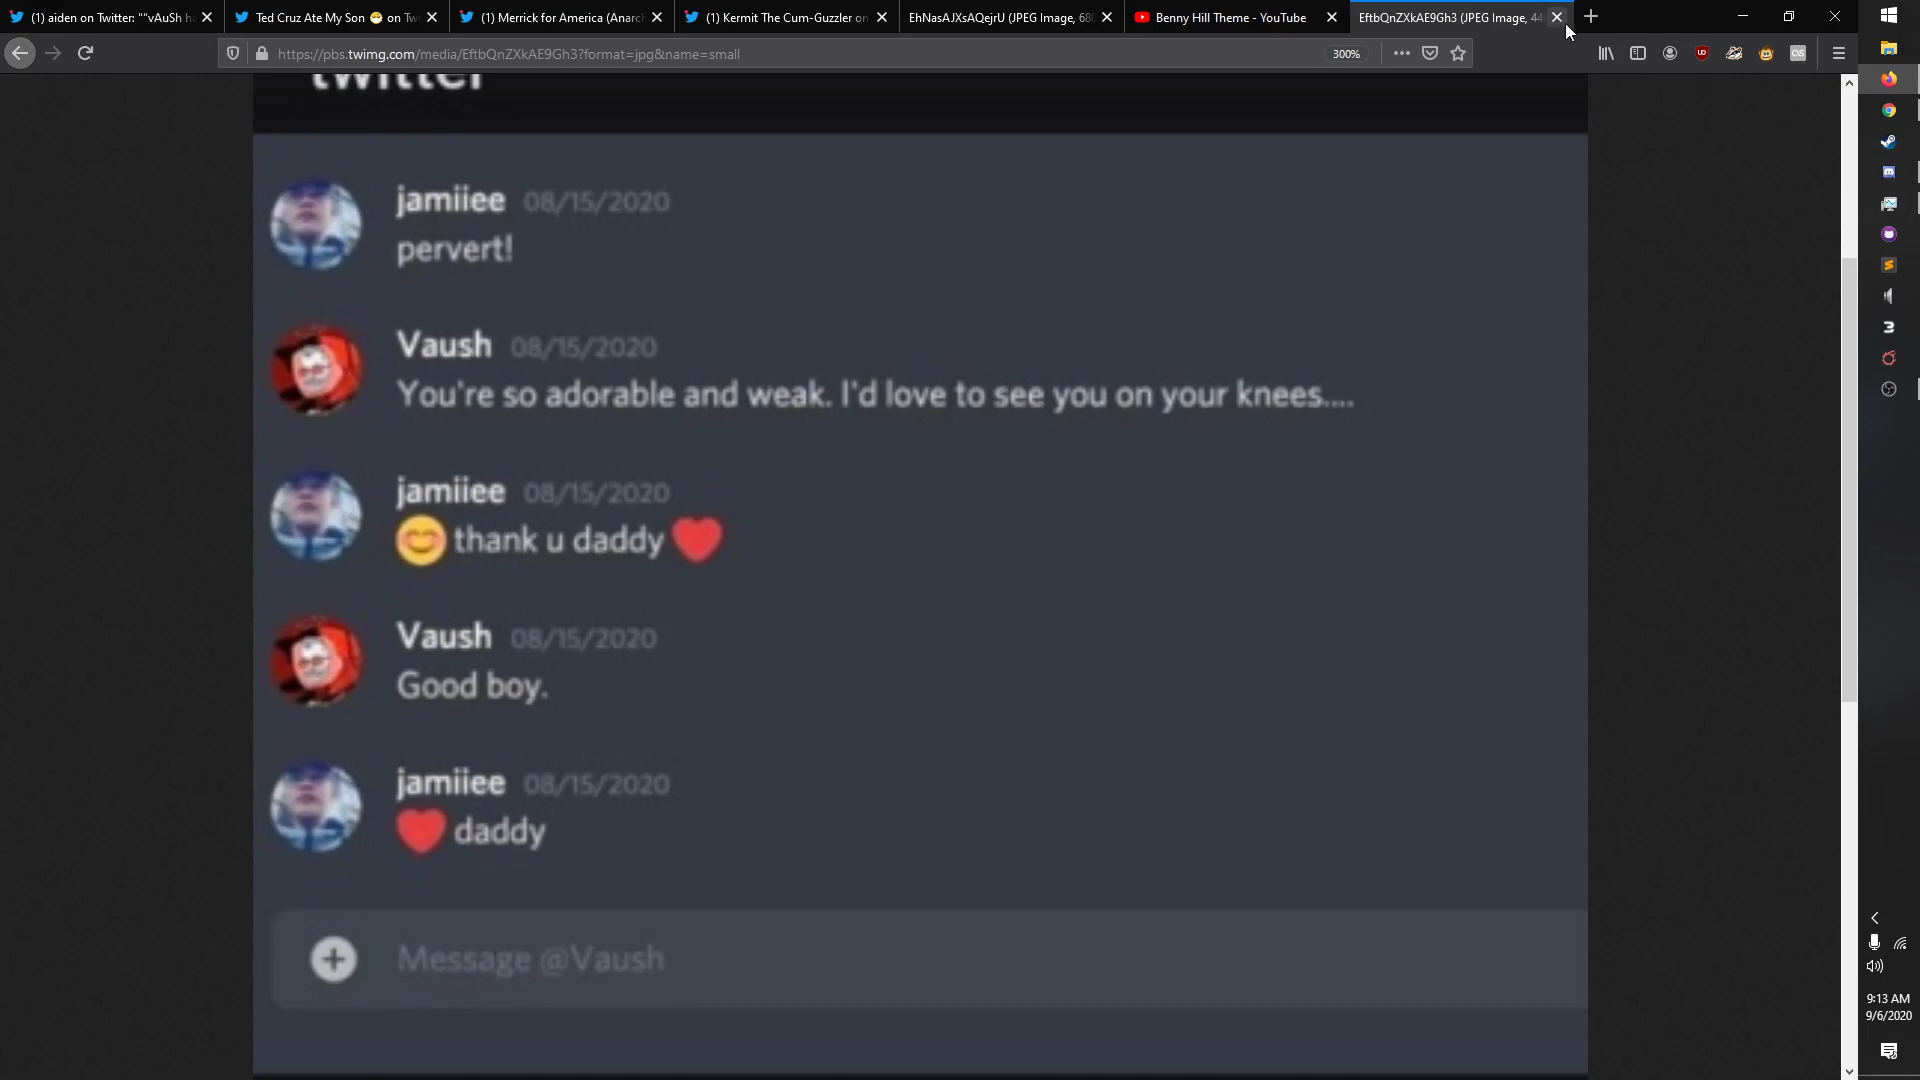 (1) aiden on Twitter: "“vAuSh ha
Ted Cruz Ate My Son 😷 on Tw
(1) Merrick for America (Anarc
(1) Kermit The Cum-Guzzler on
EhNasAJXsAQejrU (JPEG Image, 680
Benny Hill Theme - YouTube
EftbQnZXkAE9Gh3 (JPEG Image, 44
https://pbs.twimg.com/media/EftbQnZXkAE9Gh3?format=jpg&name=small
300%
twitter
jamiiee 08/15/2020
pervert!
Vaush 08/15/2020
You're so adorable and weak. I'd love to see you on your knees....
jamiiee 08/15/2020
😊 thank u daddy ❤️
Vaush 08/15/2020
Good boy.
jamiiee 08/15/2020
❤️ daddy
Message @Vaush
9:13 AM
9/6/2020